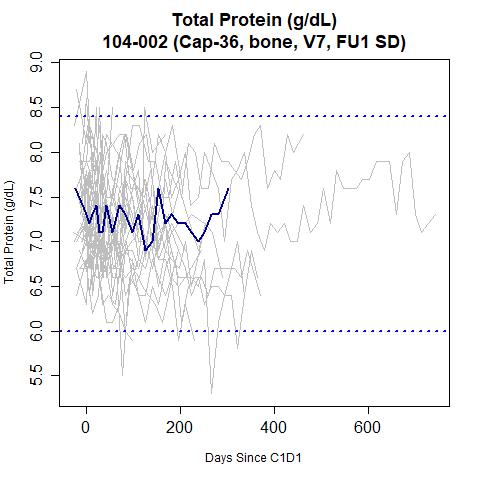 Total Protein (g/dL)
104-002 (Cap-36, bone, V7, FU1 SD)
Total Protein (g/dL)
9.0
8.5
8.0
7.5
7.0
6.5
6.0
5.5
0 200 400 600
Days Since C1D1